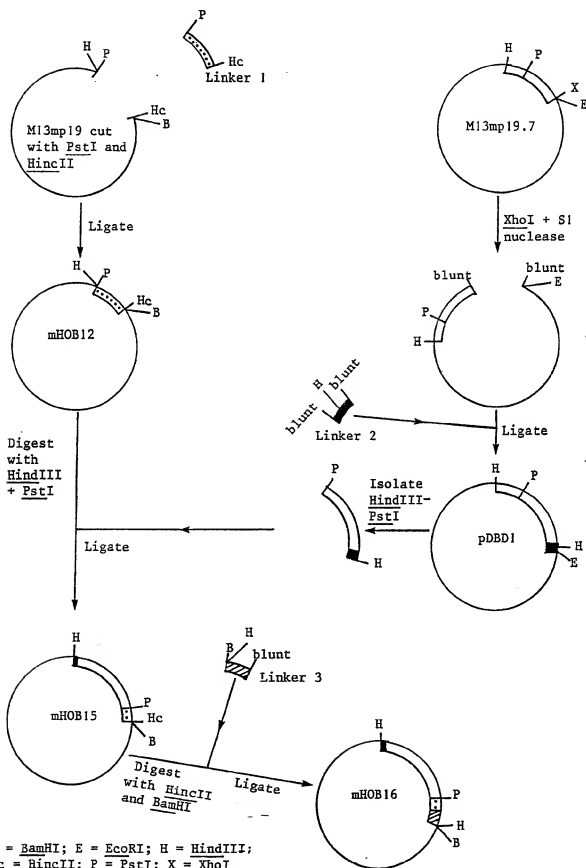 H
P
P
Hc
Linker 1
Hc
B
M13mp19 cut
with PstI and
HincII
H
P
X
E
M13mp19.7
Ligate
XhoI + S1
nuclease
H
P
Hc
B
mHOB12
blunt
blunt
E
P
H
H
blunt
blunt
Linker 2
Ligate
Digest
with
HindIII
+ PstI
P
Isolate
HindIII-
PstI
H
H
P
pDBD1
H
E
Ligate
H
mHOB15
P
Hc
B
B
H
blunt
Linker 3
Digest
with HincII
and BamHI
Ligate
H
mHOB16
P
H
B
= BamHI; E = EcoRI; H = HindIII;
c = HincII; P = PstI; X = XhoI